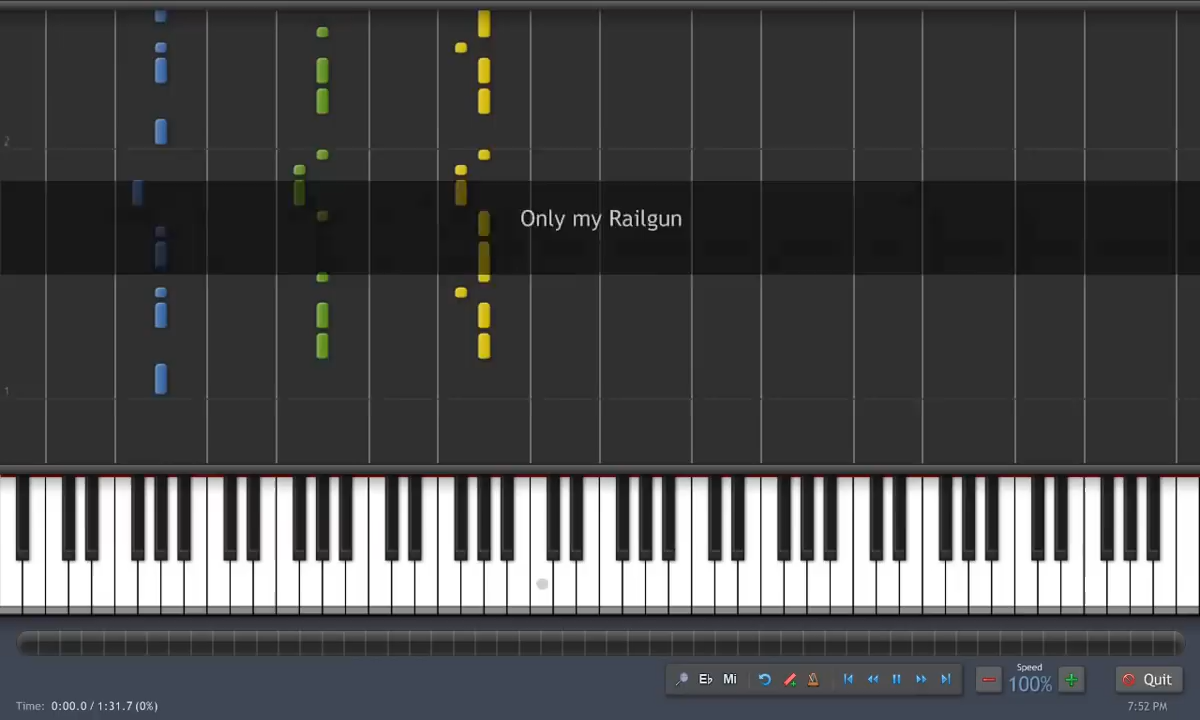 2
Only my Railgun
1
E♭ Mi
Speed
100%
Quit
Time: 0:00.0 / 1:31.7 (0%)
7:52 PM